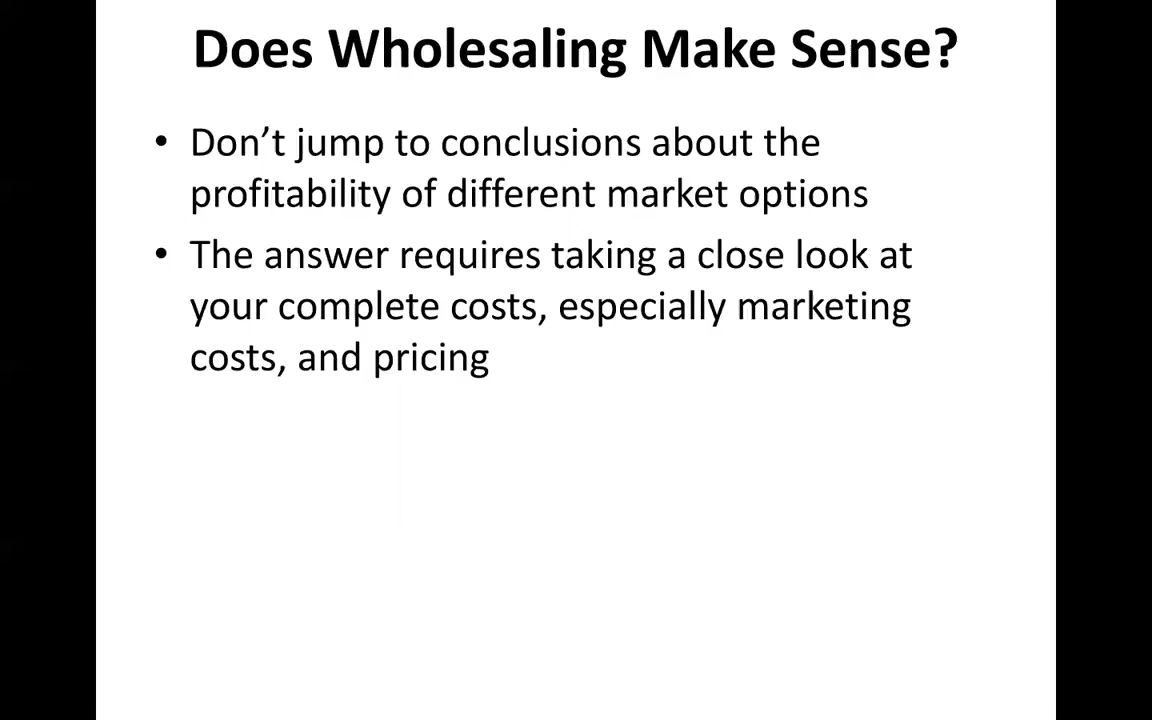 Does Wholesaling Make Sense?
• Don’t jump to conclusions about the
profitability of different market options
• The answer requires taking a close look at
your complete costs, especially marketing
costs, and pricing